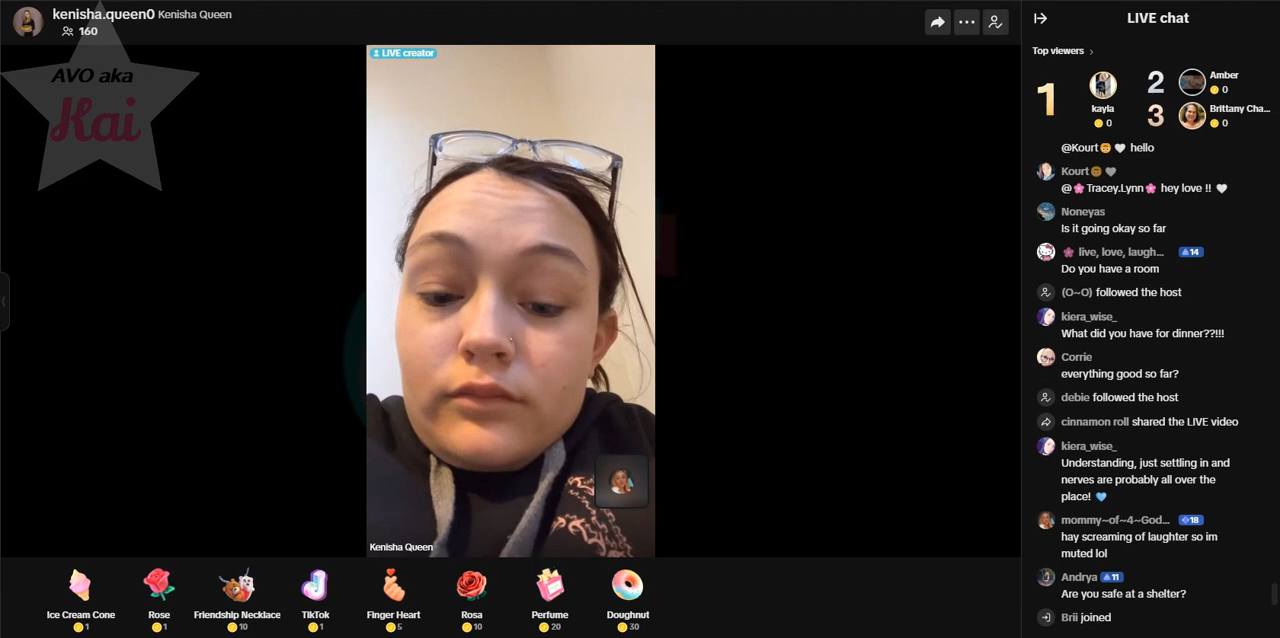 kenisha.queen0 Kenisha Queen
160
AVO aka
Kai
LIVE creator
Kenisha Queen
Ice Cream Cone
1
Rose
1
Friendship Necklace
10
TikTok
1
Finger Heart
5
Rosa
10
Perfume
20
Doughnut
30
LIVE chat
Top viewers
1
kayla
0
2
Amber
0
3
Brittany Cha...
0
@Kourt🙃🤍 hello
Kourt🙃🤍
@🌸Tracey.Lynn🌸 hey love !! 🤍
Noneyas
Is it going okay so far
🌸 live, love, laugh... 14
Do you have a room
(O~O) followed the host
kiera_wise_
What did you have for dinner??!!!
Corrie
everything good so far?
debie followed the host
cinnamon roll shared the LIVE video
kiera_wise_
Understanding, just settling in and
nerves are probably all over the
place! 🩵
mommy~of~4~God... 18
hay screaming of laughter so im
muted lol
Andrya 11
Are you safe at a shelter?
Brii joined